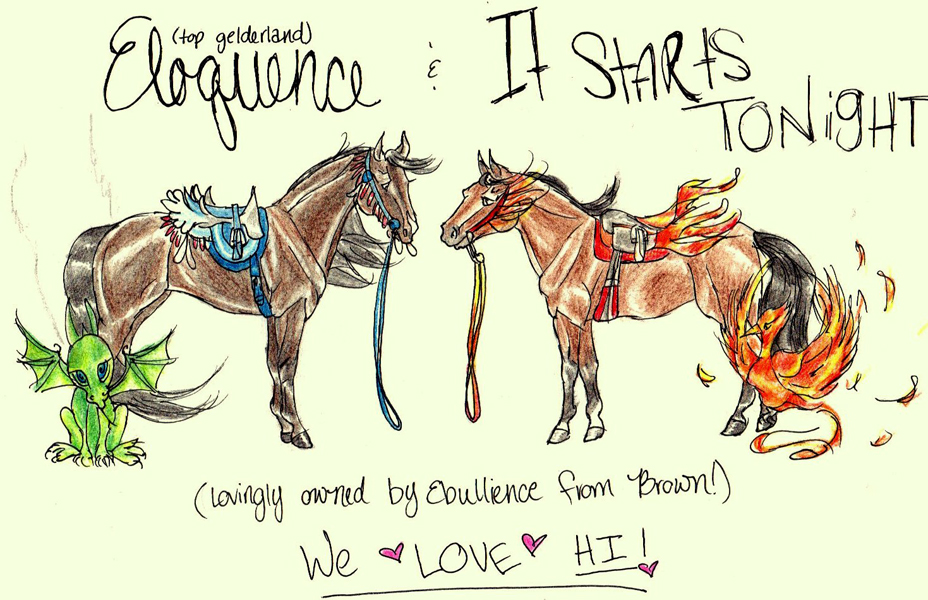 (top gelderland)
Eloquence & It StARtS
TONigHT
(lovingly owned by Ebullience from Brown!)
We LOVE HI!